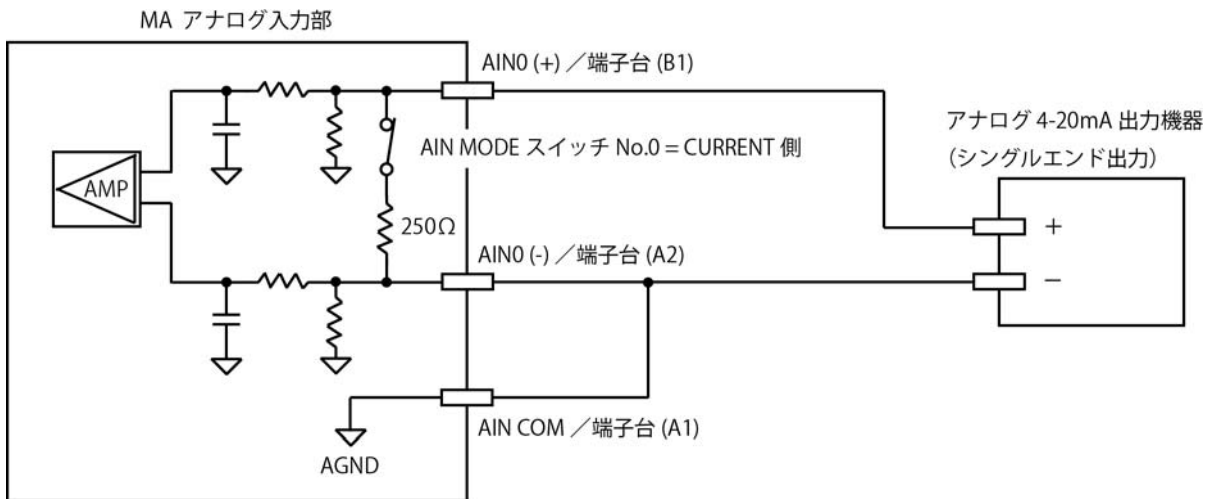 MA アナログ入力部
AIN0 (+) ／端子台 (B1)
アナログ 4-20mA 出力機器
（シングルエンド出力）
AIN MODE スイッチ No.0 = CURRENT 側
AMP
+
250Ω
AIN0 (-) ／端子台 (A2)
−
AIN COM ／端子台 (A1)
AGND